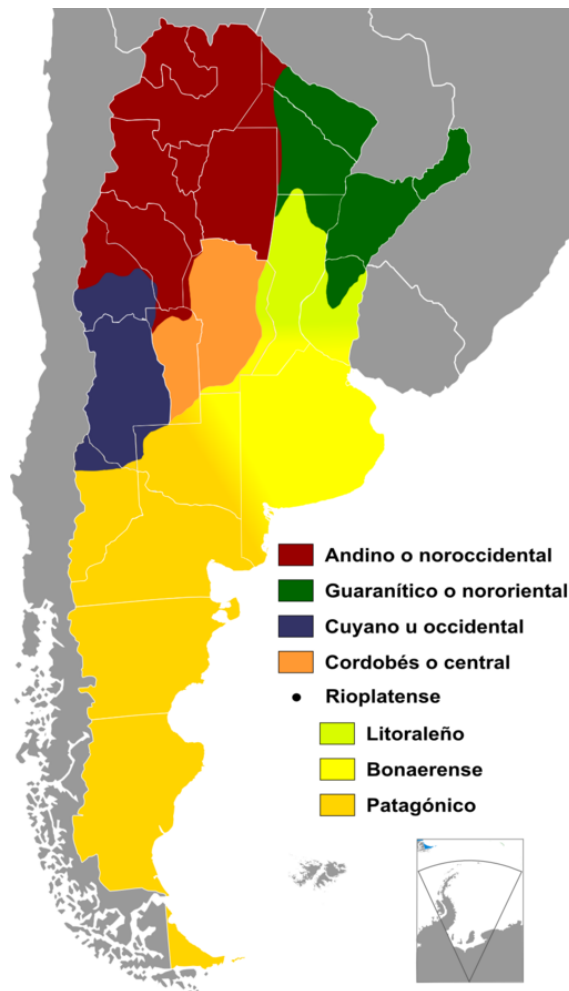 Andino o noroccidental
Guaranítico o nororiental
Cuyano u occidental
Cordobés o central
Rioplatense
Litoraleño
Bonaerense
Patagónico